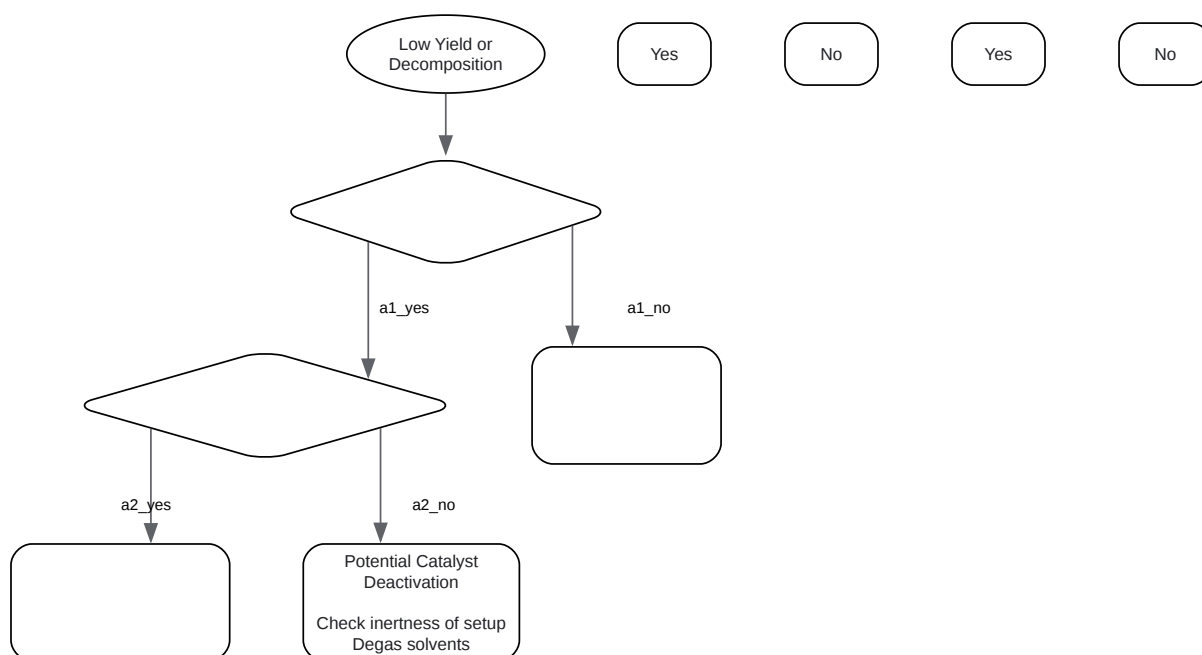 Low Yield or
Decomposition
Yes
No
Yes
No
a1_yes
a1_no
a2_yes
a2_no
Potential Catalyst
Deactivation
Check inertness of setup
Degas solvents